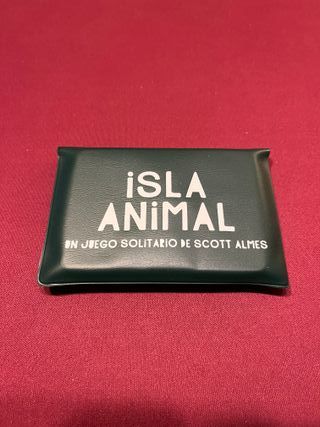 iSLA
ANiMAL
UN JUEGO SOLITARIO DE SCOTT ALMES